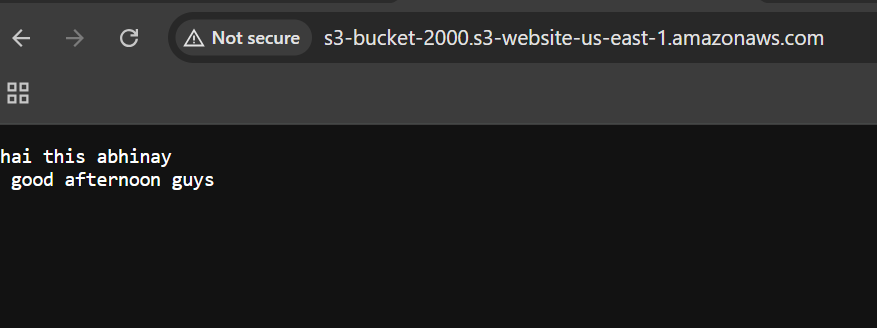 Not secure s3-bucket-2000.s3-website-us-east-1.amazonaws.com
hai this abhinay
good afternoon guys